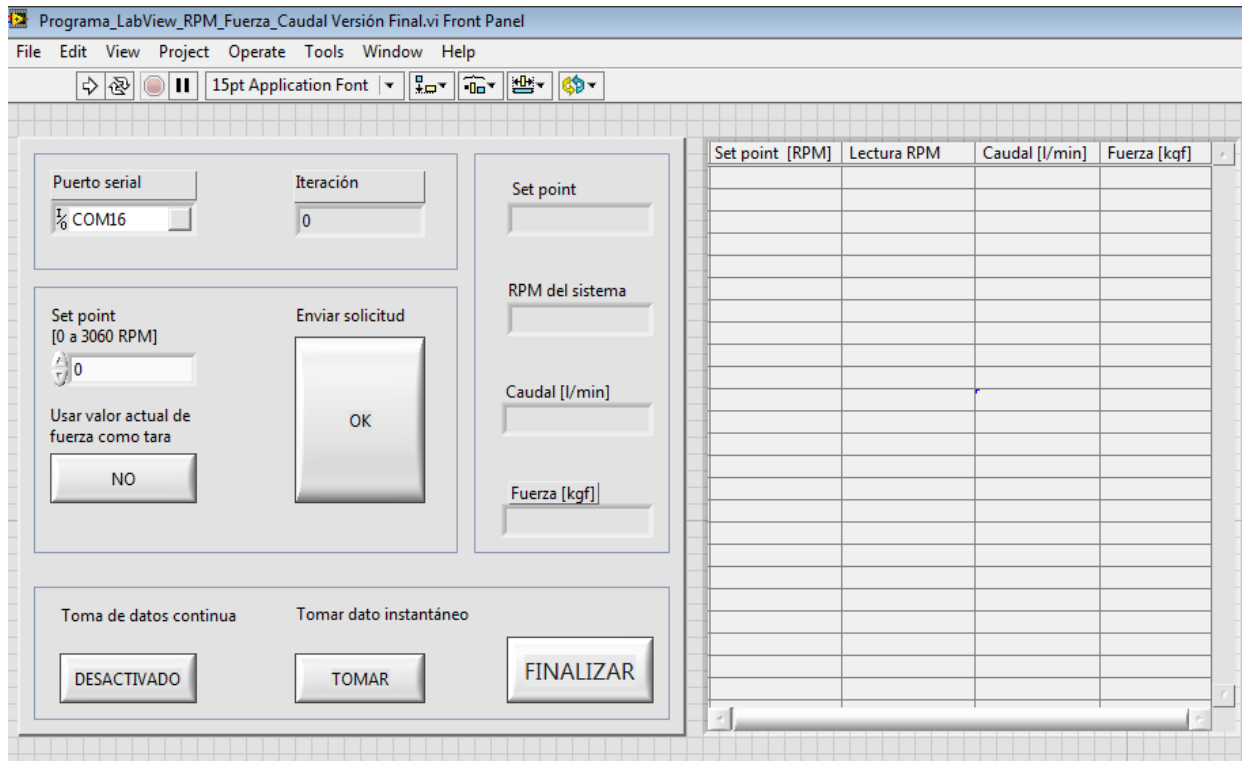 Programa_LabView_RPM_Fuerza_Caudal Versión Final.vi Front Panel
File Edit View Project Operate Tools Window Help
15pt Application Font
Puerto serial
I/O COM16
Iteración
0
Set point
[0 a 3060 RPM]
0
Usar valor actual de
fuerza como tara
NO
Enviar solicitud
OK
Set point
RPM del sistema
Caudal [l/min]
Fuerza [kgf]
Toma de datos continua
DESACTIVADO
Tomar dato instantáneo
TOMAR
FINALIZAR
Set point [RPM] Lectura RPM Caudal [l/min] Fuerza [kgf]